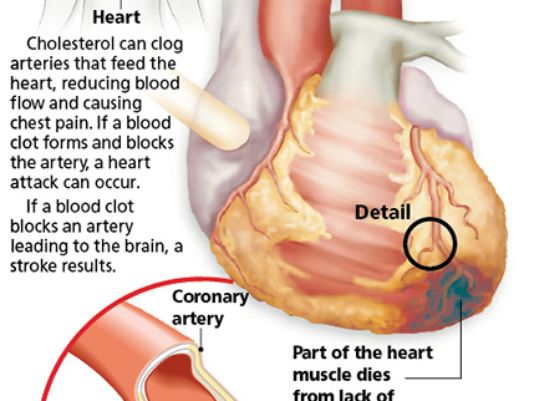 Heart
Cholesterol can clog
arteries that feed the
heart, reducing blood
flow and causing
chest pain. If a blood
clot forms and blocks
the artery, a heart
attack can occur.
If a blood clot
blocks an artery
leading to the brain, a
stroke results.
Detail
Coronary
artery
Part of the heart
muscle dies
from lack of